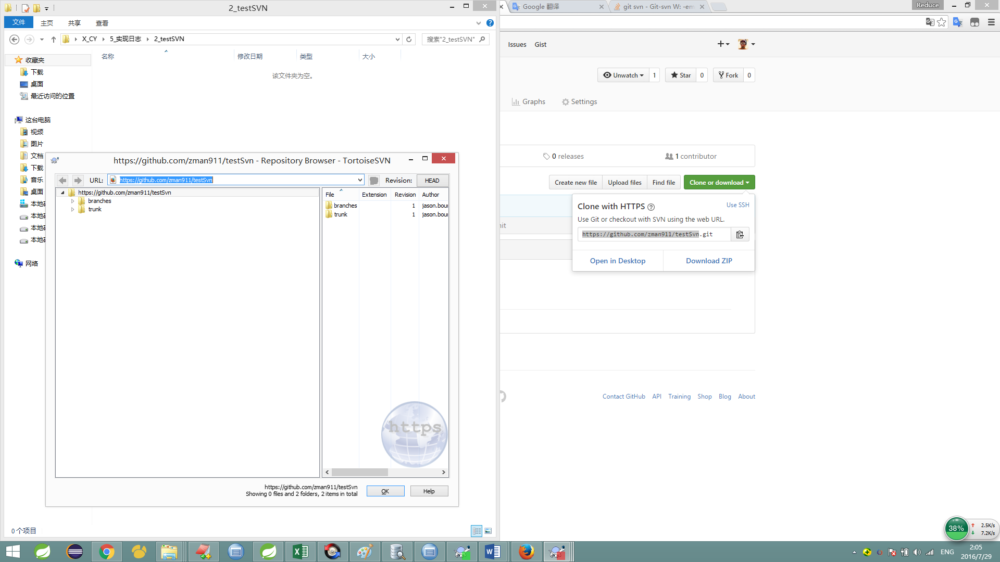 2_testSVN
文件 主页 共享 查看
X_CY 5_实现日志 2_testSVN
搜索"2_testSVN"
名称 修改日期 类型 大小
该文件夹为空。
收藏夹
下载
桌面
最近访问的位置
这台电脑
视频
图片
文档
下载
音乐
桌面
本地
本地
本地
本地
网络
0 个项目
https://github.com/zman911/testSvn - Repository Browser - TortoiseSVN
URL: https://github.com/zman911/testSvn Revision: HEAD
https://github.com/zman911/testSvn
branches
trunk
File Extension Revision Author
branches 1 jason.bou
trunk 1 jason.bou
https
https://github.com/zman911/testSvn
Showing 0 files and 2 folders, 2 items in total
OK Help
Google 翻译
git svn - Git-svn W: -em
Reduce
Issues Gist
Unwatch 1 Star 0 Fork 0
Graphs Settings
0 releases 1 contributor
Create new file Upload files Find file Clone or download
Clone with HTTPS Use SSH
Use Git or checkout with SVN using the web URL.
https://github.com/zman911/testSvn.git
Open in Desktop Download ZIP
Contact GitHub API Training Shop Blog About
38% 2.5K/s
7.2K/s
ENG
2:05
2016/7/29